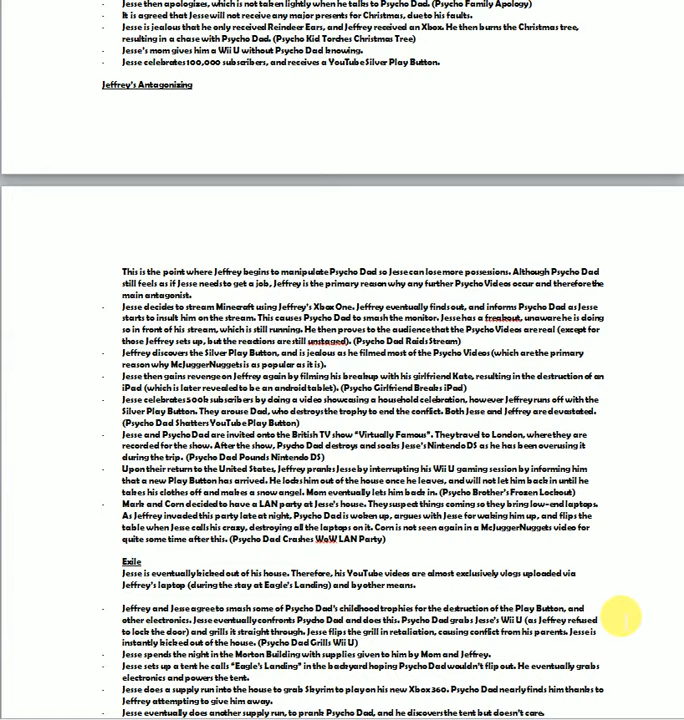 - Jesse then apologizes, which is not taken lightly when he talks to Psycho Dad. (Psycho Family Apology)
- It is agreed that Jesse will not receive any major presents for Christmas, due to his faults.
- Jesse is jealous that he only received Reindeer Ears, and Jeffrey received an Xbox. He then burns the Christmas tree,
resulting in a chase with Psycho Dad. (Psycho Kid Torches Christmas Tree)
- Jesse's mom gives him a Wii U without Psycho Dad knowing.
- Jesse celebrates 100,000 subscribers, and receives a YouTube Silver Play Button.
Jeffrey's Antagonizing
This is the point where Jeffrey begins to manipulate Psycho Dad so Jesse can lose more possessions. Although Psycho Dad
still feels as if Jesse needs to get a job, Jeffrey is the primary reason why any further Psycho Videos occur and therefore the
main antagonist.
- Jesse decides to stream Minecraft using Jeffrey's Xbox One. Jeffrey eventually finds out, and informs Psycho Dad as Jesse
starts to insult him on the stream. This causes Psycho Dad to smash the monitor. Jesse has a freakout, unaware he is doing
so in front of his stream, which is still running. He then proves to the audience that the Psycho Videos are real (except for
those Jeffrey sets up, but the reactions are still unstaged). (Psycho Dad Raids Stream)
- Jeffrey discovers the Silver Play Button, and is jealous as he filmed most of the Psycho Videos (which are the primary
reason why McJuggerNuggets is as popular as it is).
- Jesse then gains revenge on Jeffrey again by filming his breakup with his girlfriend Kate, resulting in the destruction of an
iPad (which is later revealed to be an android tablet). (Psycho Girlfriend Breaks iPad)
- Jesse celebrates 500k subscribers by doing a video showcasing a household celebration, however Jeffrey runs off with the
Silver Play Button. They arouse Dad, who destroys the trophy to end the conflict. Both Jesse and Jeffrey are devastated.
(Psycho Dad Shatters YouTube Play Button)
- Jesse and Psycho Dad are invited onto the British TV show "Virtually Famous". They travel to London, where they are
recorded for the show. After the show, Psycho Dad destroys and soaks Jesse's Nintendo DS as he has been overusing it
during the trip. (Psycho Dad Pounds Nintendo DS)
- Upon their return to the United States, Jeffrey pranks Jesse by interrupting his Wii U gaming session by informing him
that a new Play Button has arrived. He locks him out of the house once he leaves, and will not let him back in until he
takes his clothes off and makes a snow angel. Mom eventually lets him back in. (Psycho Brother's Frozen Lockout)
- Mark and Corn decided to have a LAN party at Jesse's house. They suspect things coming so they bring low-end laptops.
As Jeffrey invaded this party late at night, Psycho Dad is woken up, argues with Jesse for waking him up, and flips the
table when Jesse calls his crazy, destroying all the laptops on it. Corn is not seen again in a McJuggerNuggets video for
quite some time after this. (Psycho Dad Crashes WoW LAN Party)
Exile
Jesse is eventually kicked out of his house. Therefore, his YouTube videos are almost exclusively vlogs uploaded via
Jeffrey's laptop (during the stay at Eagle's Landing) and by other means.
- Jeffrey and Jesse agree to smash some of Psycho Dad's childhood trophies for the destruction of the Play Button, and
other electronics. Jesse eventually confronts Psycho Dad and does this. Psycho Dad grabs Jesse's Wii U (as Jeffrey refused
to lock the door) and grills it straight through. Jesse flips the grill in retaliation, causing conflict from his parents. Jesse is
instantly kicked out of the house. (Psycho Dad Grills Wii U)
- Jesse spends the night in the Morton Building with supplies given to him by Mom and Jeffrey.
- Jesse sets up a tent he calls "Eagle's Landing" in the backyard hoping Psycho Dad wouldn't flip out. He eventually grabs
electronics and powers the tent.
- Jesse does a supply run into the house to grab Skyrim to play on his new Xbox 360. Psycho Dad nearly finds him thanks to
Jeffrey attempting to give him away.
- Jesse eventually does another supply run, to prank Psycho Dad, and he discovers the tent but doesn't care.